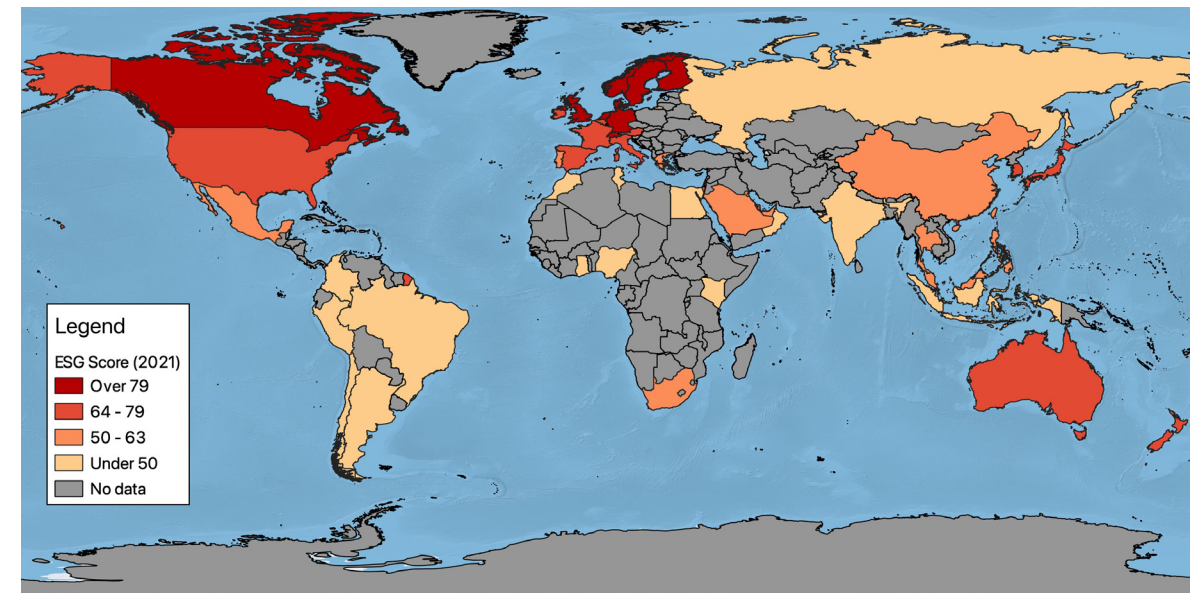 Legend
ESG Score (2021)
Over 79
64 - 79
50 - 63
Under 50
No data